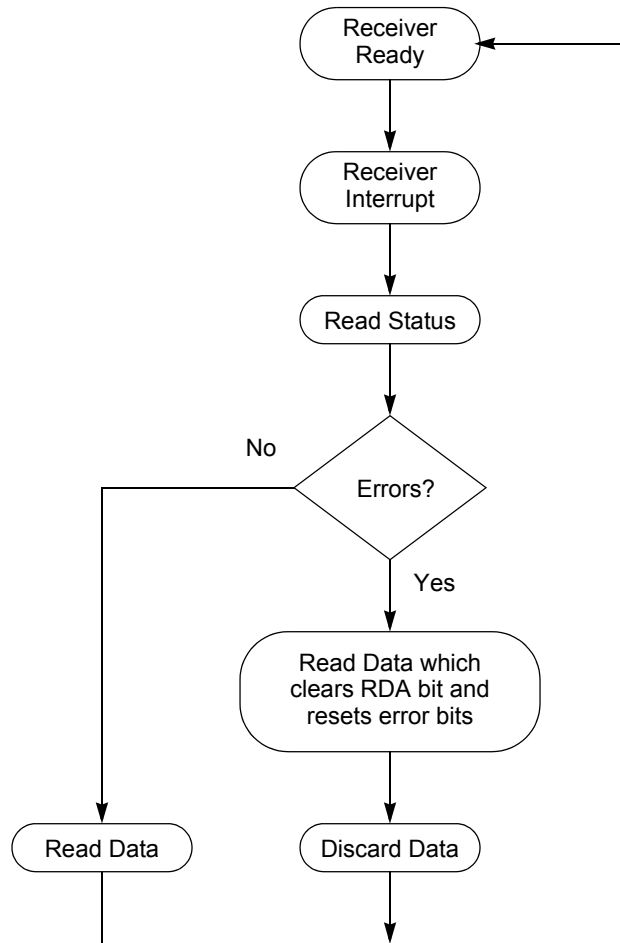 Receiver
Ready
Receiver
Interrupt
Read Status
No
Errors?
Yes
Read Data which
clears RDA bit and
resets error bits
Read Data
Discard Data